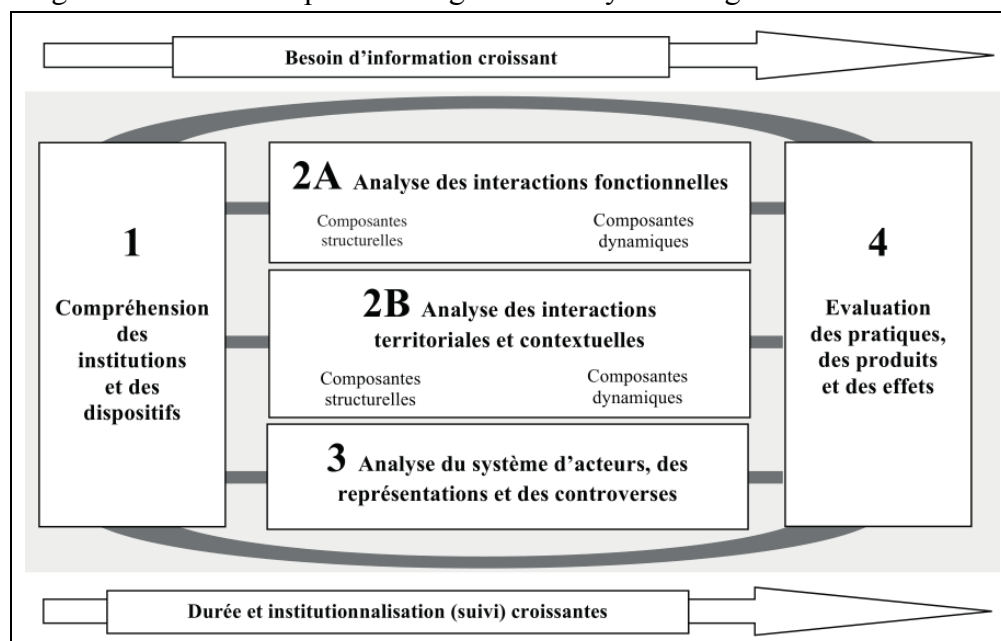 Besoin d'information croissant
1
Compréhension
des
institutions
et des
dispositifs
2A Analyse des interactions fonctionnelles
Composantes
structurelles
Composantes
dynamiques
2B Analyse des interactions
territoriales et contextuelles
Composantes
structurelles
Composantes
dynamiques
3 Analyse du système d'acteurs, des
représentations et des controverses
4
Evaluation
des pratiques,
des produits
et des effets
Durée et institutionnalisation (suivi) croissantes